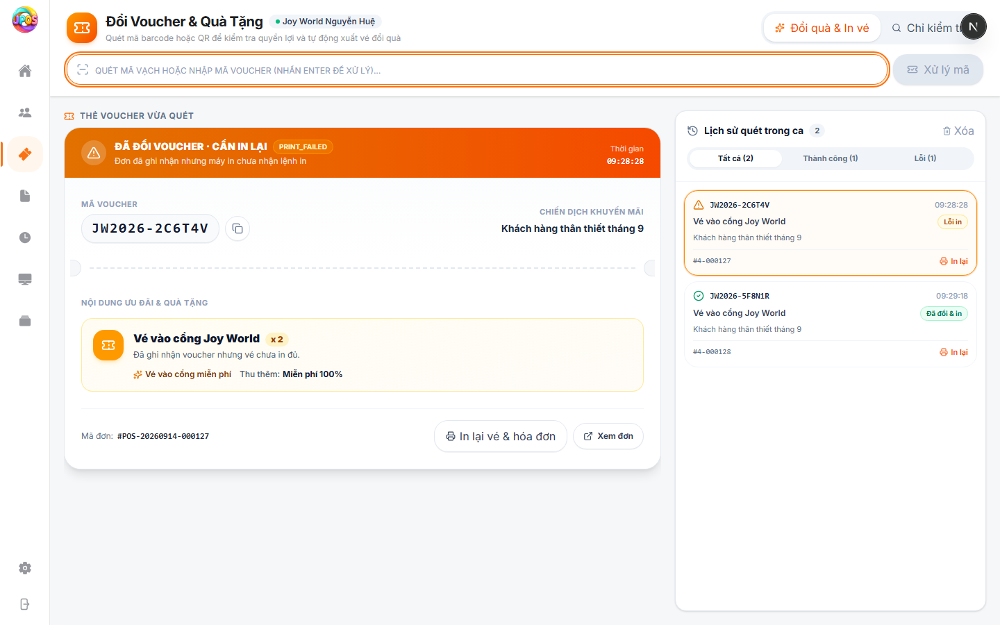 JPOS
Đổi Voucher & Quà Tặng
Joy World Nguyễn Huệ
Quét mã barcode hoặc QR để kiểm tra quyền lợi và tự động xuất vé đổi quà
Đổi quà & In vé
Chỉ kiểm tr
N
QUÉT MÃ VẠCH HOẶC NHẬP MÃ VOUCHER (NHẤN ENTER ĐỂ XỬ LÝ)...
Xử lý mã
THẺ VOUCHER VỪA QUÉT
ĐÃ ĐỔI VOUCHER · CẦN IN LẠI
PRINT_FAILED
Đơn đã ghi nhận nhưng máy in chưa nhận lệnh in
Thời gian
09:28:28
MÃ VOUCHER
JW2026-2C6T4V
CHIẾN DỊCH KHUYẾN MÃI
Khách hàng thân thiết tháng 9
NỘI DUNG ƯU ĐÃI & QUÀ TẶNG
Vé vào cổng Joy World
x 2
Đã ghi nhận voucher nhưng vé chưa in đủ.
Vé vào cổng miễn phí
Thu thêm: Miễn phí 100%
Mã đơn: #POS-20260914-000127
In lại vé & hóa đơn
Xem đơn
Lịch sử quét trong ca
2
Xóa
Tất cả (2)
Thành công (1)
Lỗi (1)
JW2026-2C6T4V
09:28:28
Vé vào cổng Joy World
Lỗi in
Khách hàng thân thiết tháng 9
#4-000127
In lại
JW2026-5F8N1R
09:29:18
Vé vào cổng Joy World
Đã đổi & in
Khách hàng thân thiết tháng 9
#4-000128
In lại